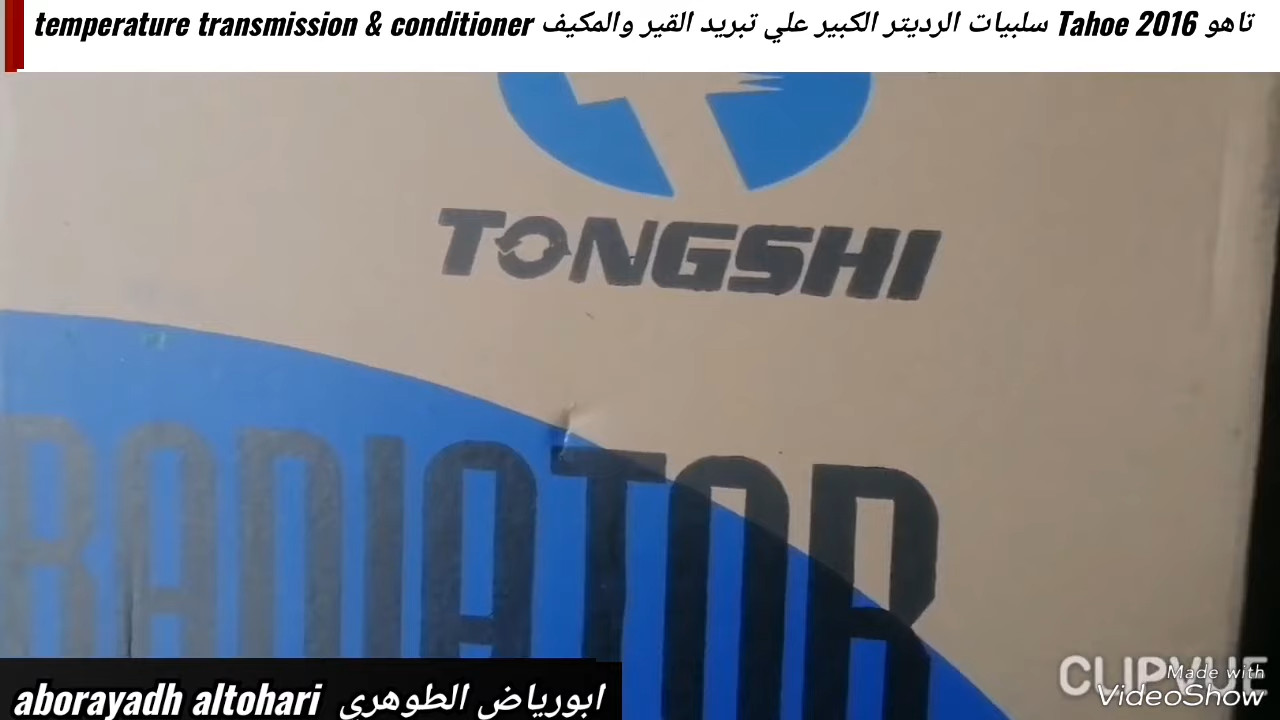 تاهو Tahoe 2016 سلبيات الرديتر الكبير علي تبريد القير والمكيف temperature transmission & conditioner
TONGSHI
RADIATOR
CLIPVUE
Made with
VideoShow
aborayadh altohari ابورياض الطوهري